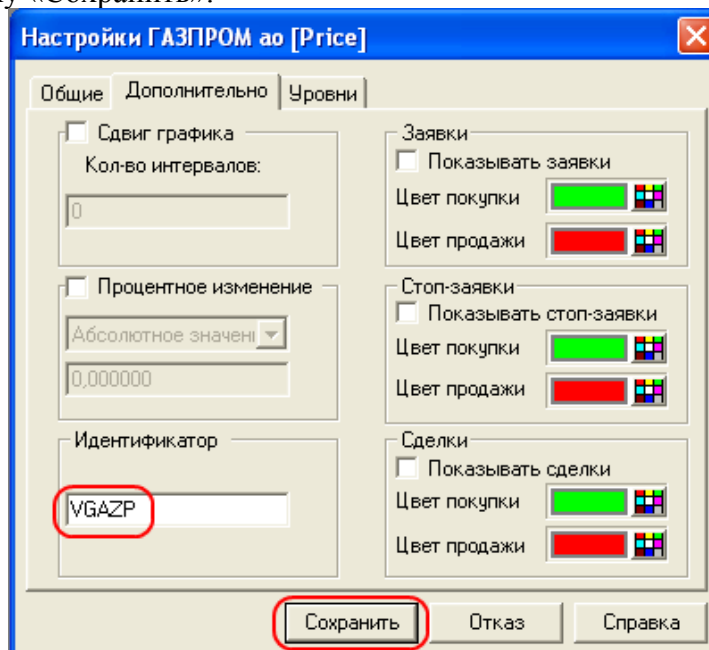 «Сохранить».
Настройки ГАЗПРОМ ао [Price]
Общие Дополнительно Уровни
Сдвиг графика
Кол-во интервалов:
0
Процентное изменение
Абсолютное значени
0,000000
Идентификатор
VGAZP
Заявки
Показывать заявки
Цвет покупки
Цвет продажи
Стоп-заявки
Показывать стоп-заявки
Цвет покупки
Цвет продажи
Сделки
Показывать сделки
Цвет покупки
Цвет продажи
Сохранить Отказ Справка